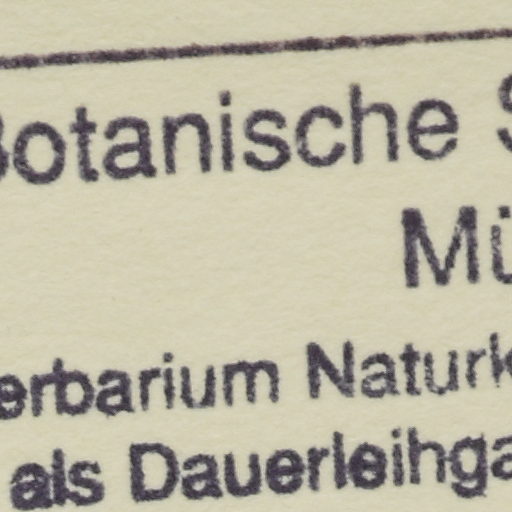 Botanische S
Mü
erbarium Naturk
als Dauerleihga